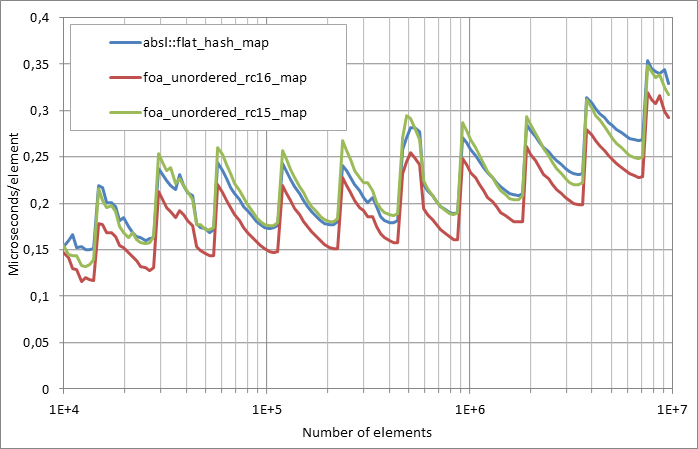 0,4
0,35
0,3
0,25
0,2
0,15
0,1
0,05
0
Microseconds/element
absl::flat_hash_map
foa_unordered_rc16_map
foa_unordered_rc15_map
1E+4 1E+5 1E+6 1E+7
Number of elements